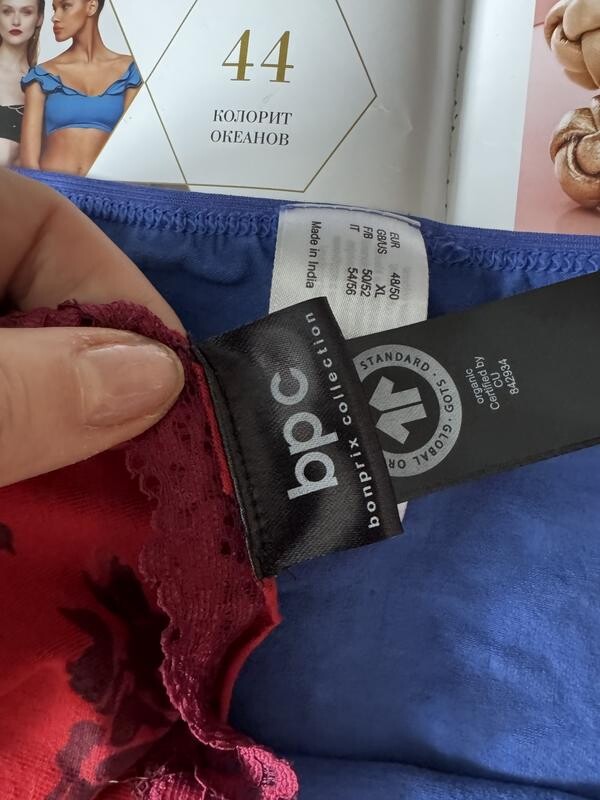 44
КОЛОРИТ
ОКЕАНОВ
EUR 48/50
GB/US XL
F/B 50/52
IT 54/56
Made in India
bpc
bonprix collection
STANDARD · GOTS · GLOBAL OR
organic
Certified by
CU
842934